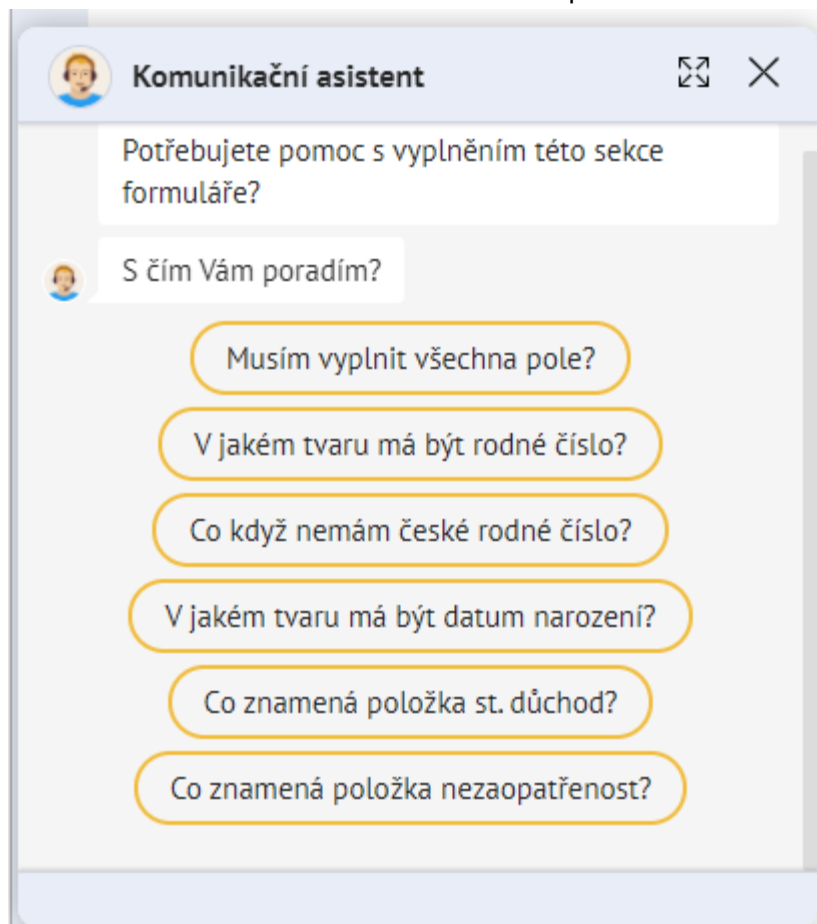 Komunikační asistent
Potřebujete pomoc s vyplněním této sekce
formuláře?
S čím Vám poradím?
Musím vyplnit všechna pole?
V jakém tvaru má být rodné číslo?
Co když nemám české rodné číslo?
V jakém tvaru má být datum narození?
Co znamená položka st. důchod?
Co znamená položka nezaopatřenost?